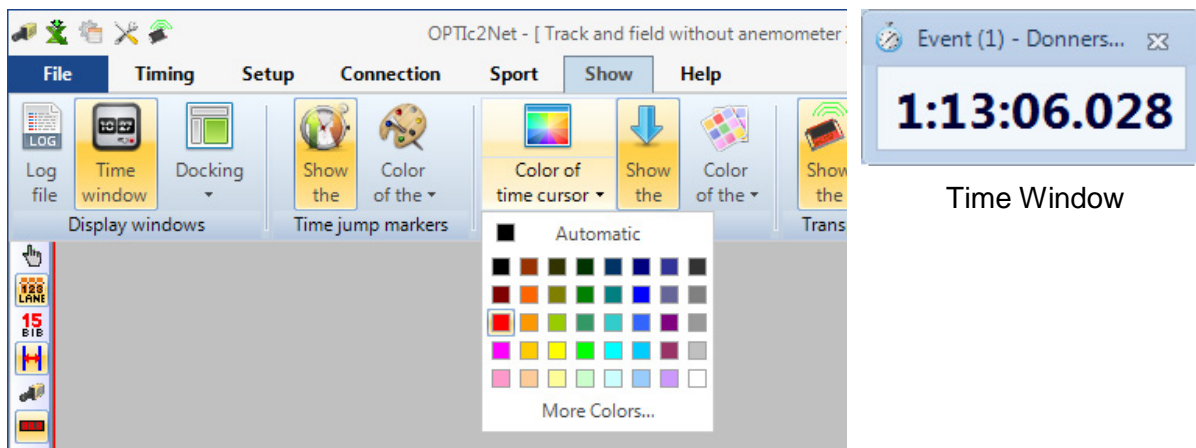 OPTIc2Net - [ Track and field without anemometer ]
File Timing Setup Connection Sport Show Help
LOG
Log file
Time window
Docking
Display windows
Show the
Color of the
Time jump markers
Color of time cursor
Show the
Color of the
Show the
Trans
Automatic
More Colors...
123
LANE
15
BIB
Event (1) - Donners...
1:13:06.028
Time Window